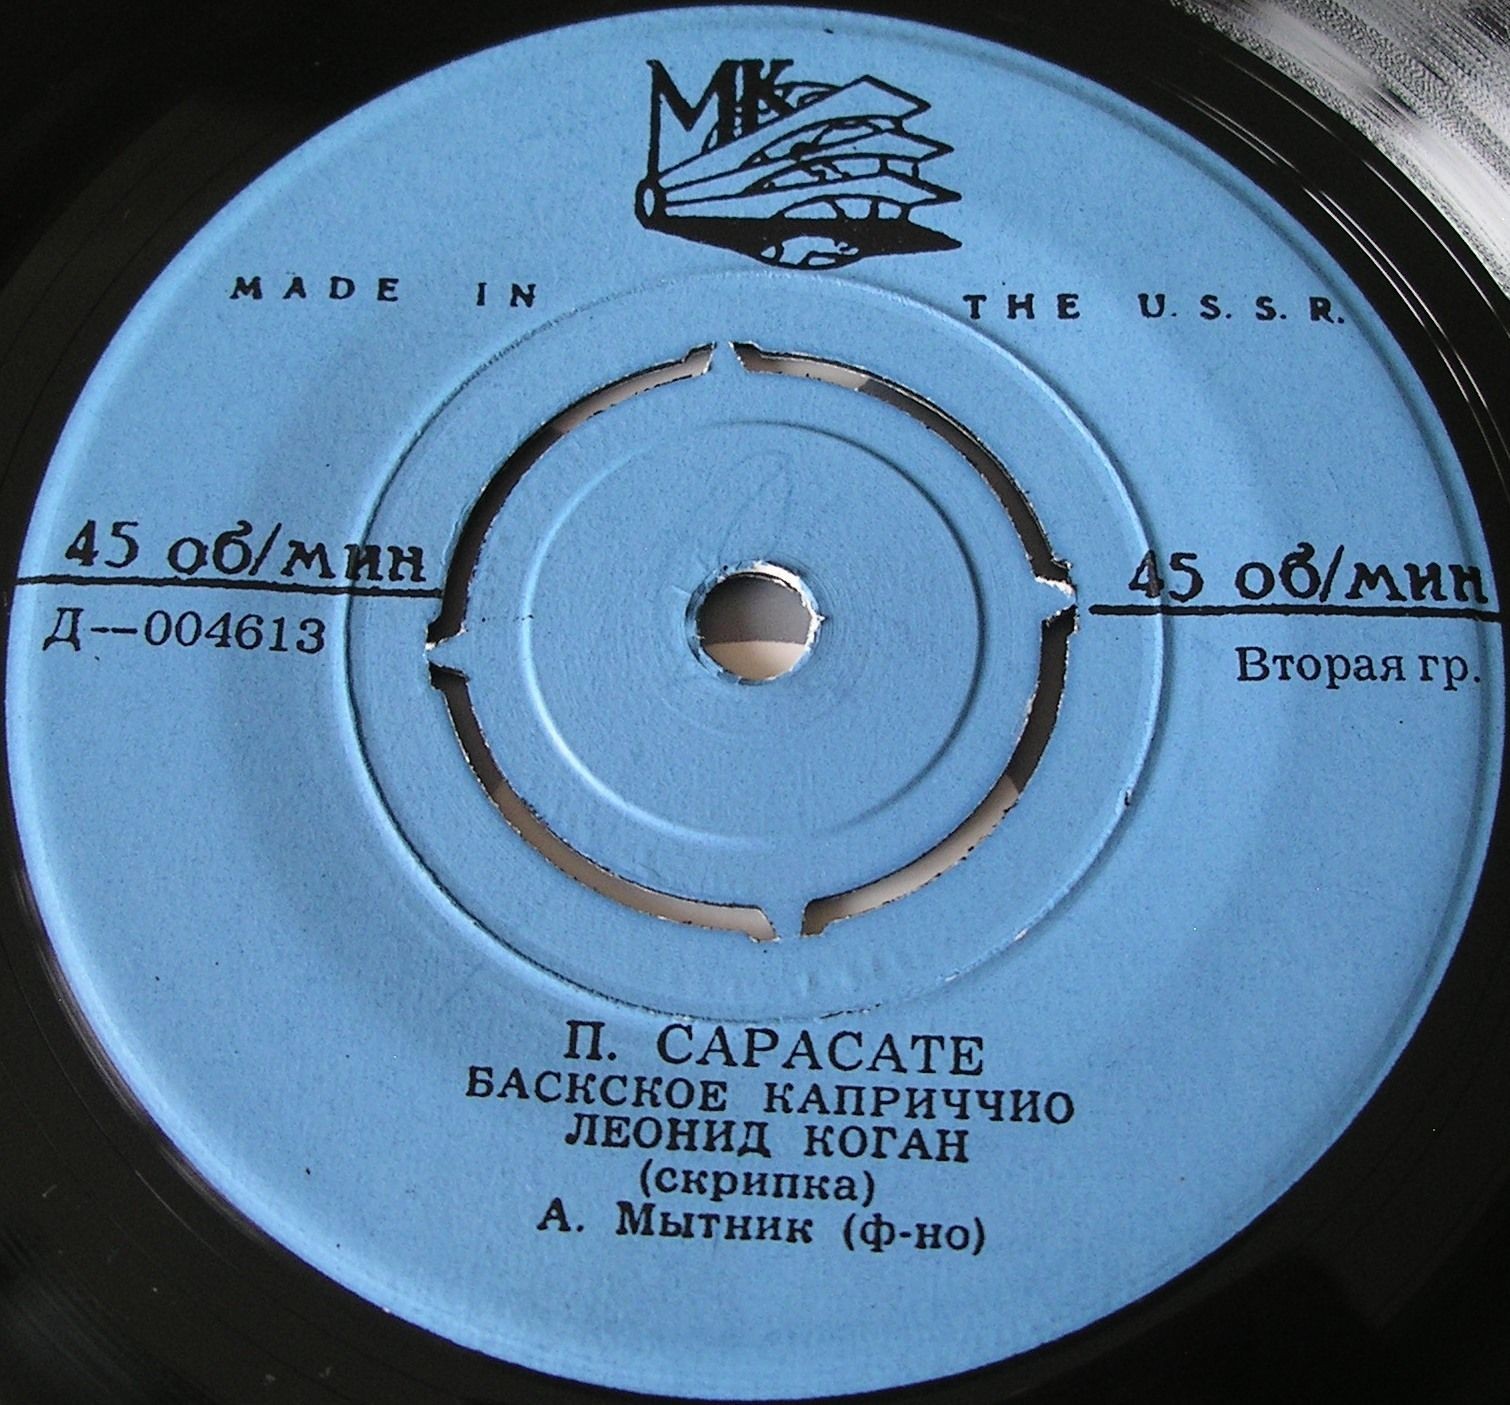 МК
MADE IN THE U.S.S.R.
45 об/мин
45 об/мин
Д—004613
Вторая гр.
П. САРАСАТЕ
БАСКСКОЕ КАПРИЧЧИО
ЛЕОНИД КОГАН
(скрипка)
А. Мытник (ф-но)